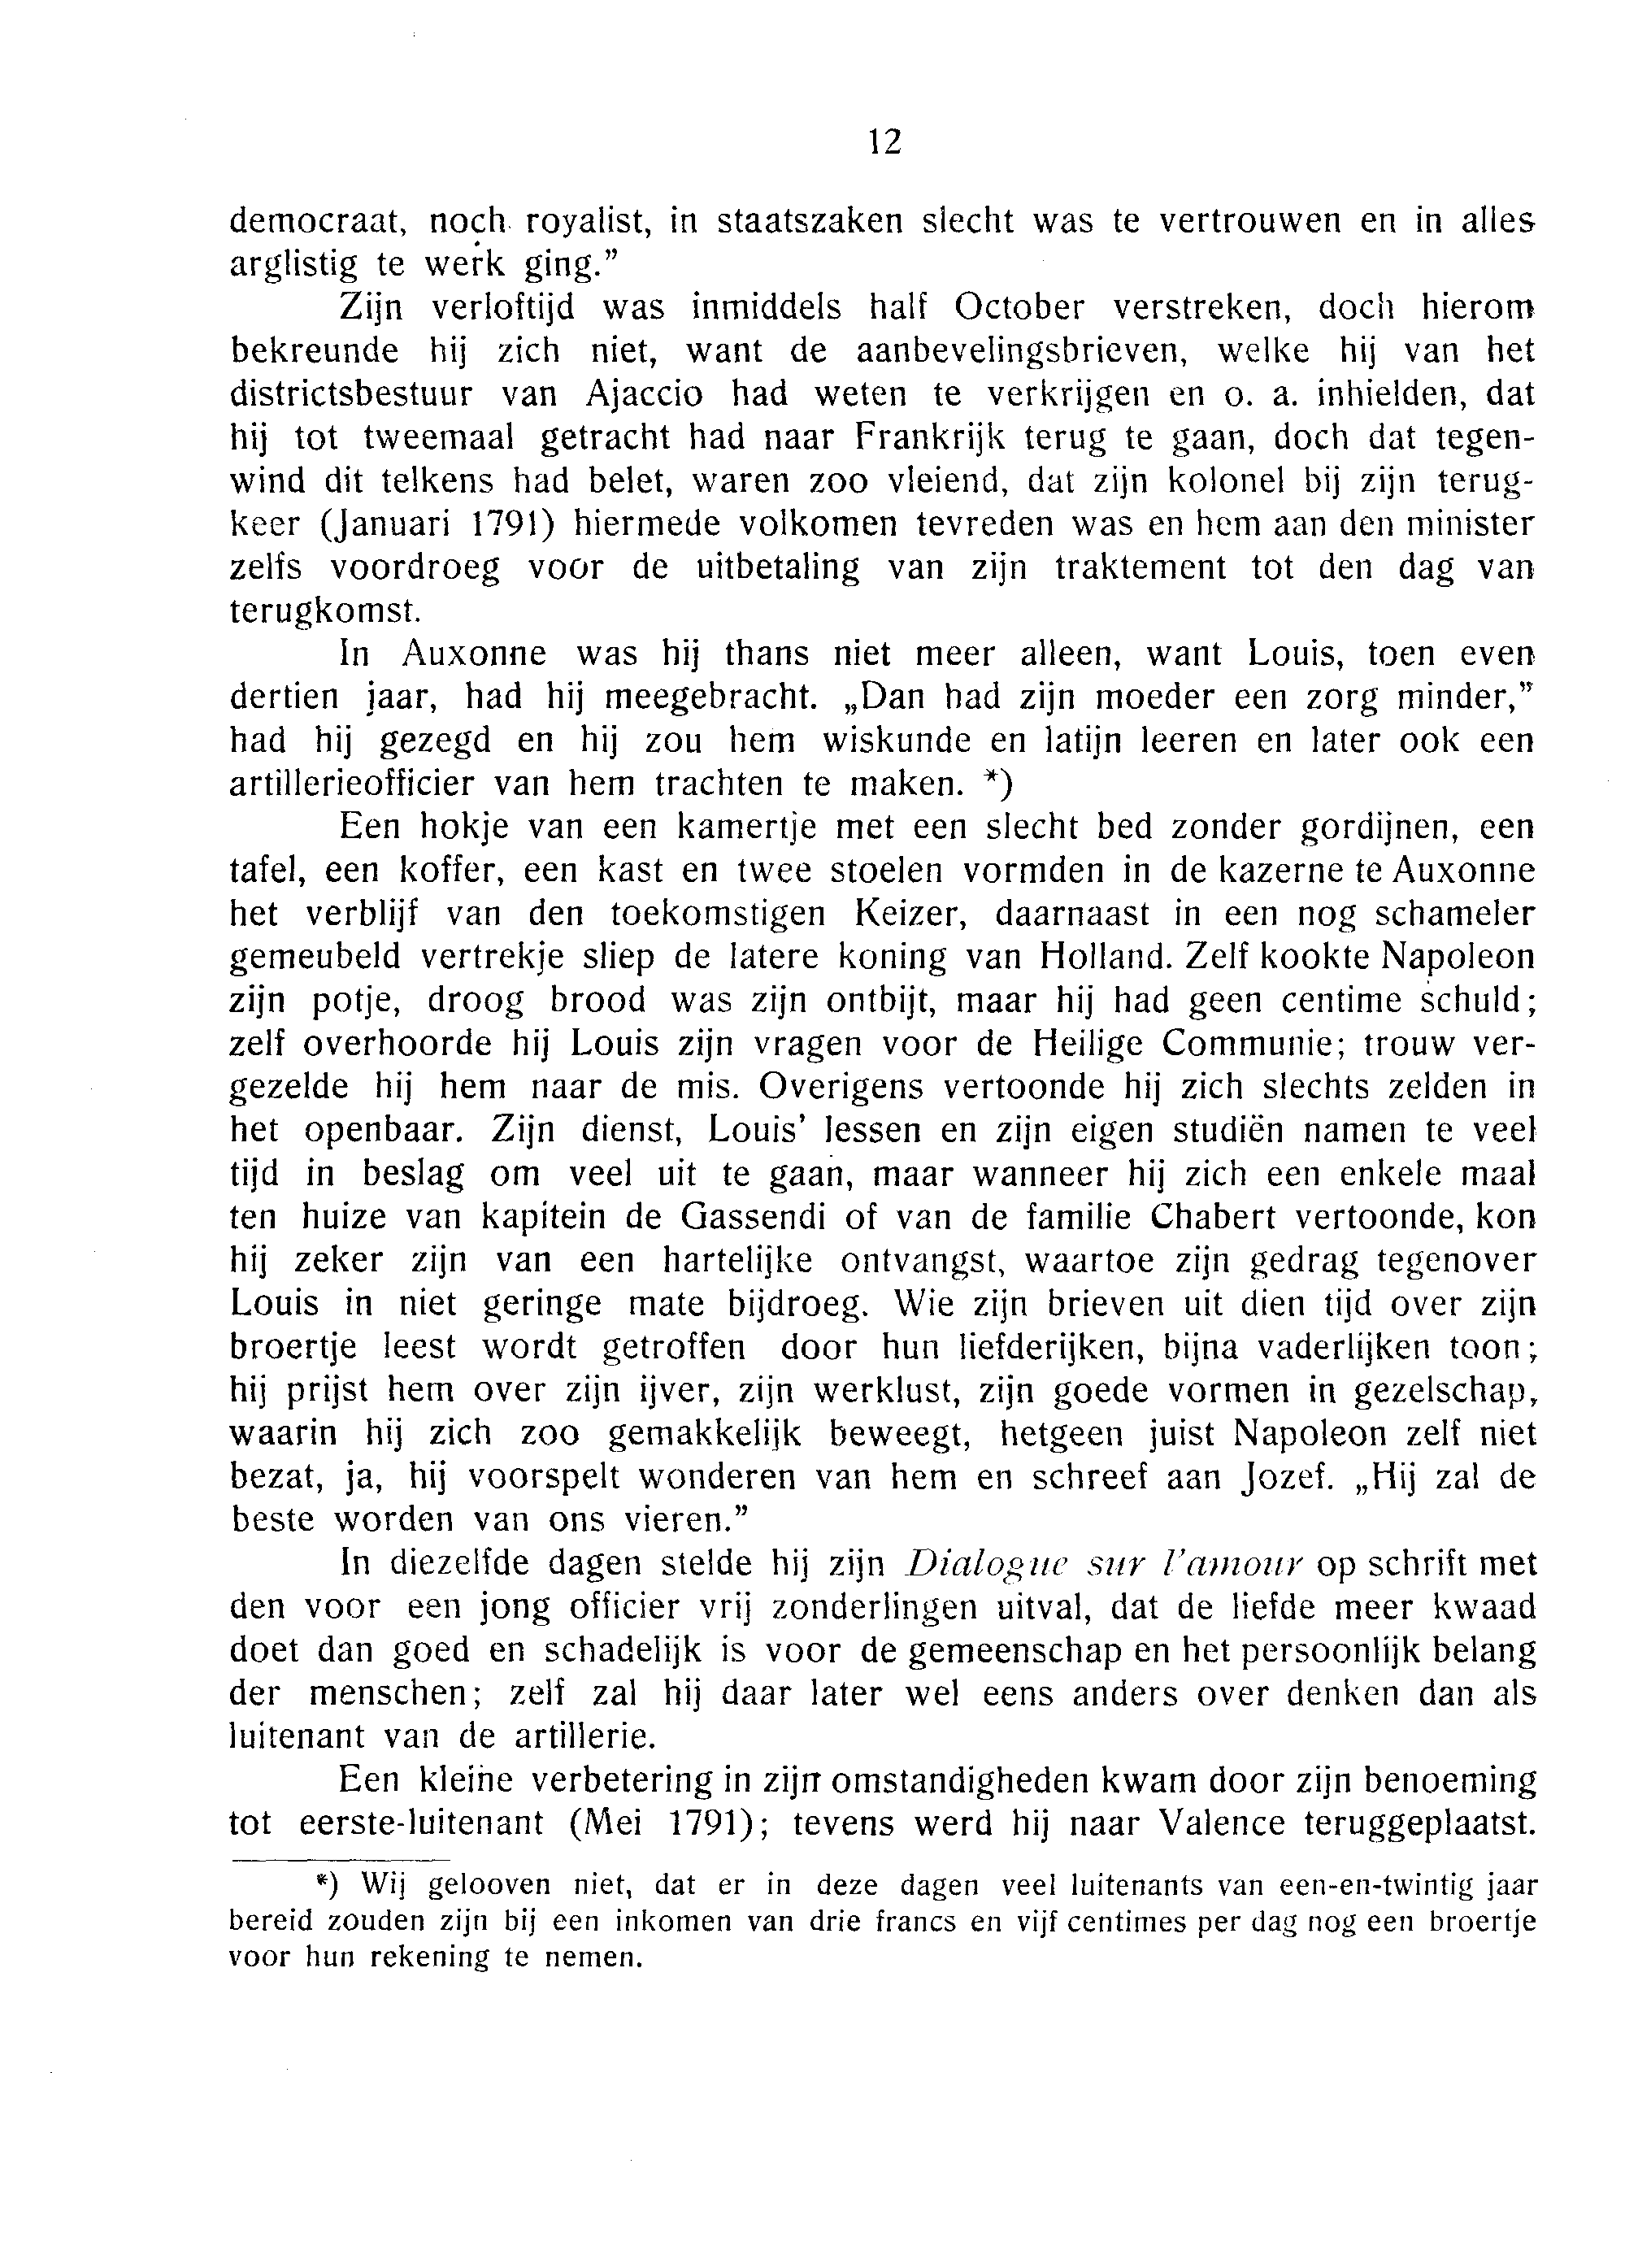 12
democraat, noch royalist, in staatszaken slecht was te vertrouwen en in alles
arglistig te werk ging.”
Zijn verloftijd was inmiddels half October verstreken, doch hierom
bekreunde hij zich niet, want de aanbevelingsbrieven, welke hij van het
districtsbestuur van Ajaccio had weten te verkrijgen en o. a. inhielden, dat
hij tot tweemaal getracht had naar Frankrijk terug te gaan, doch dat tegen-
wind dit telkens had belet, waren zoo vleiend, dat zijn kolonel bij zijn terug-
keer (Januari 1791) hiermede volkomen tevreden was en hem aan den minister
zelfs voordroeg voor de uitbetaling van zijn traktement tot den dag van
terugkomst.
In Auxonne was hij thans niet meer alleen, want Louis, toen even
dertien jaar, had hij meegebracht. „Dan had zijn moeder een zorg minder,”
had hij gezegd en hij zou hem wiskunde en latijn leeren en later ook een
artillerieofficier van hem trachten te maken. *)
Een hokje van een kamertje met een slecht bed zonder gordijnen, een
tafel, een koffer, een kast en twee stoelen vormden in de kazerne te Auxonne
het verblijf van den toekomstigen Keizer, daarnaast in een nog schameler
gemeubeld vertrekje sliep de latere koning van Holland. Zelf kookte Napoleon
zijn potje, droog brood was zijn ontbijt, maar hij had geen centime schuld;
zelf overhoorde hij Louis zijn vragen voor de Heilige Communie; trouw ver-
gezelde hij hem naar de mis. Overigens vertoonde hij zich slechts zelden in
het openbaar. Zijn dienst, Louis’ lessen en zijn eigen studiën namen te veel
tijd in beslag om veel uit te gaan, maar wanneer hij zich een enkele maal
ten huize van kapitein de Gassendi of van de familie Chabert vertoonde, kon
hij zeker zijn van een hartelijke ontvangst, waartoe zijn gedrag tegenover
Louis in niet geringe mate bijdroeg. Wie zijn brieven uit dien tijd over zijn
broertje leest wordt getroffen door hun liefderijken, bijna vaderlijken toon;
hij prijst hem over zijn ijver, zijn werklust, zijn goede vormen in gezelschap,
waarin hij zich zoo gemakkelijk beweegt, hetgeen juist Napoleon zelf niet
bezat, ja, hij voorspelt wonderen van hem en schreef aan Jozef. „Hij zal de
beste worden van ons vieren.”
In diezelfde dagen stelde hij zijn Dialogue sur l’amour op schrift met
den voor een jong officier vrij zonderlingen uitval, dat de liefde meer kwaad
doet dan goed en schadelijk is voor de gemeenschap en het persoonlijk belang
der menschen; zelf zal hij daar later wel eens anders over denken dan als
luitenant van de artillerie.
Een kleine verbetering in zijn omstandigheden kwam door zijn benoeming
tot eerste-luitenant (Mei 1791); tevens werd hij naar Valence teruggeplaatst.
*) Wij gelooven niet, dat er in deze dagen veel luitenants van een-en-twintig jaar
bereid zouden zijn bij een inkomen van drie francs en vijf centimes per dag nog een broertje
voor hun rekening te nemen.